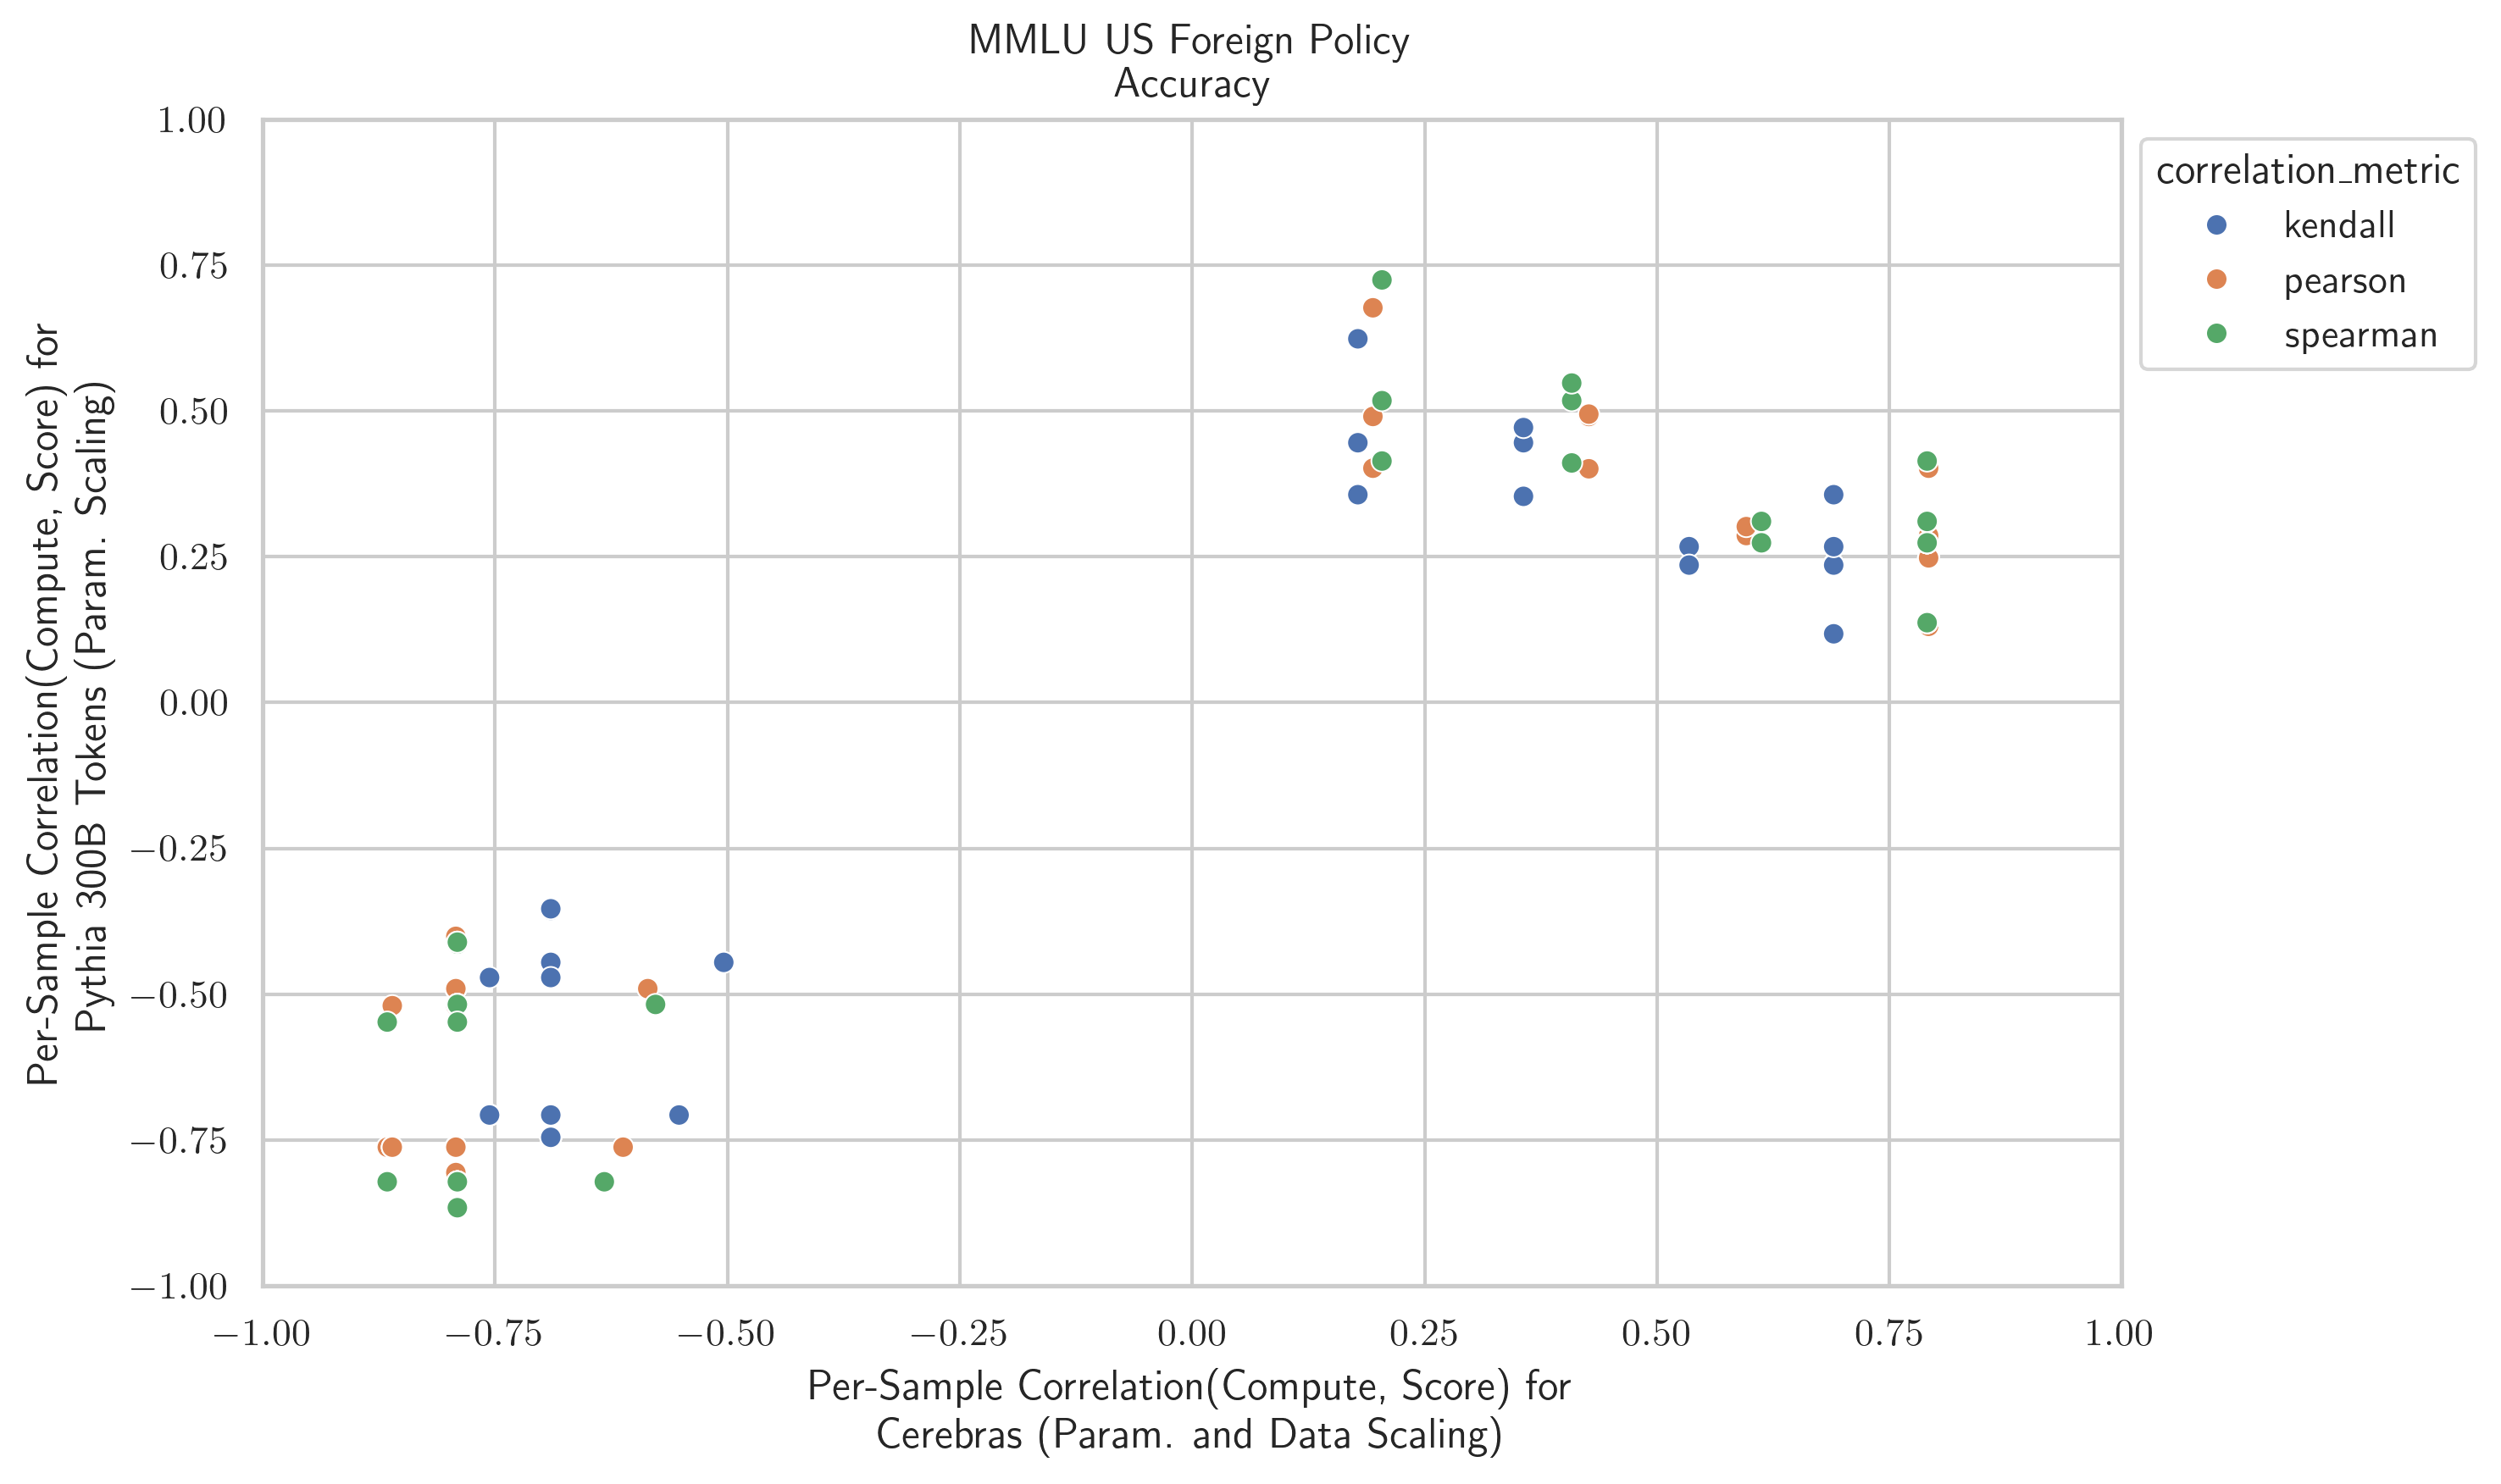 MMLU US Foreign Policy
Accuracy
Per-Sample Correlation(Compute, Score) for
Pythia 300B Tokens (Param. Scaling)
1.00
0.75
0.50
0.25
0.00
−0.25
−0.50
−0.75
−1.00
−1.00
−0.75
−0.50
−0.25
0.00
0.25
0.50
0.75
1.00
Per-Sample Correlation(Compute, Score) for
Cerebras (Param. and Data Scaling)
correlation_metric
kendall
pearson
spearman